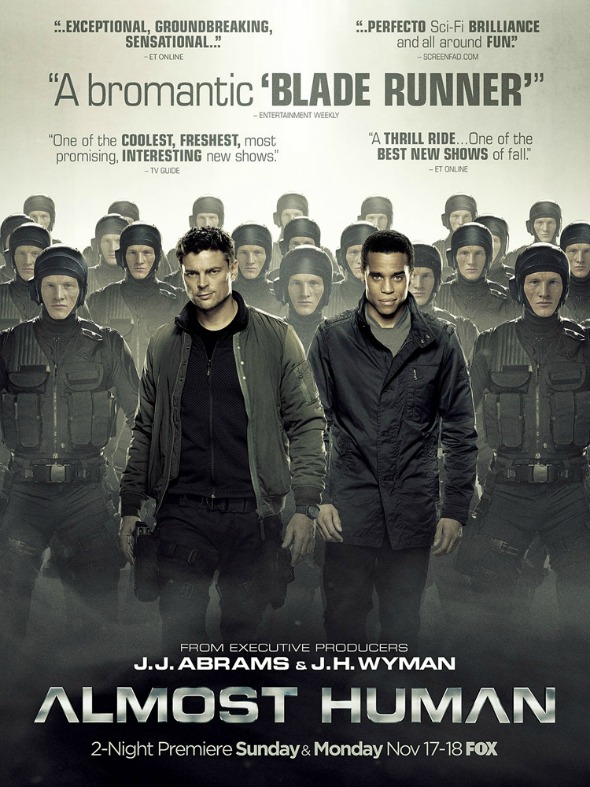 "...EXCEPTIONAL, GROUNDBREAKING,
SENSATIONAL..."
– ET ONLINE
"...PERFECTO Sci-Fi BRILLIANCE
and all around FUN."
– SCREENFAD.COM
"A bromantic 'BLADE RUNNER'"
– ENTERTAINMENT WEEKLY
"One of the COOLEST, FRESHEST, most
promising, INTERESTING new shows."
– TV GUIDE
"A THRILL RIDE...One of the
BEST NEW SHOWS of fall."
– ET ONLINE
FROM EXECUTIVE PRODUCERS
J.J. ABRAMS & J.H. WYMAN
ALMOST HUMAN
2-Night Premiere Sunday & Monday Nov 17-18 FOX